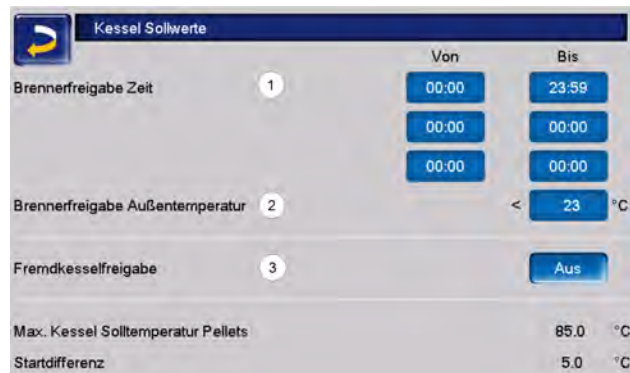 Kessel Sollwerte
Von Bis
Brennerfreigabe Zeit 1 00:00 23:59
00:00 00:00
00:00 00:00
Brennerfreigabe Außentemperatur 2 < 23 °C
Fremdkesselfreigabe 3 Aus
Max. Kessel Solltemperatur Pellets 85.0 °C
Startdifferenz 5.0 °C